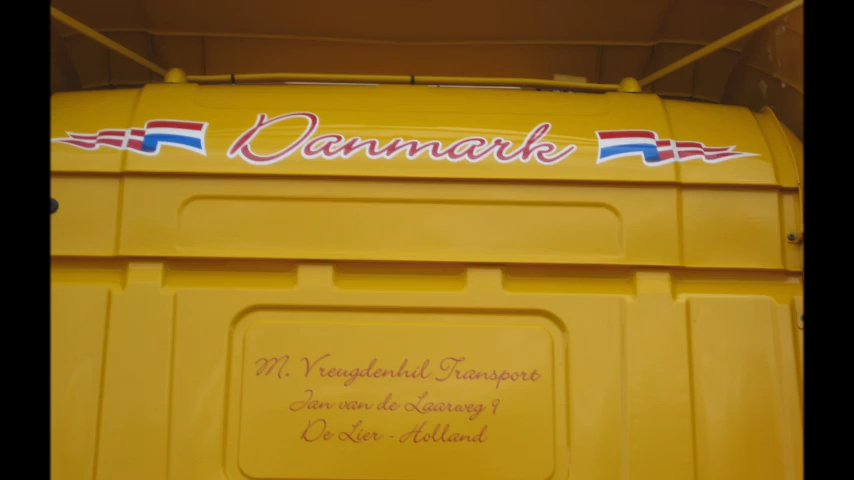 Danmark
M. Vreugdenhil Transport
Jan van de Laarweg 9
De Lier - Holland